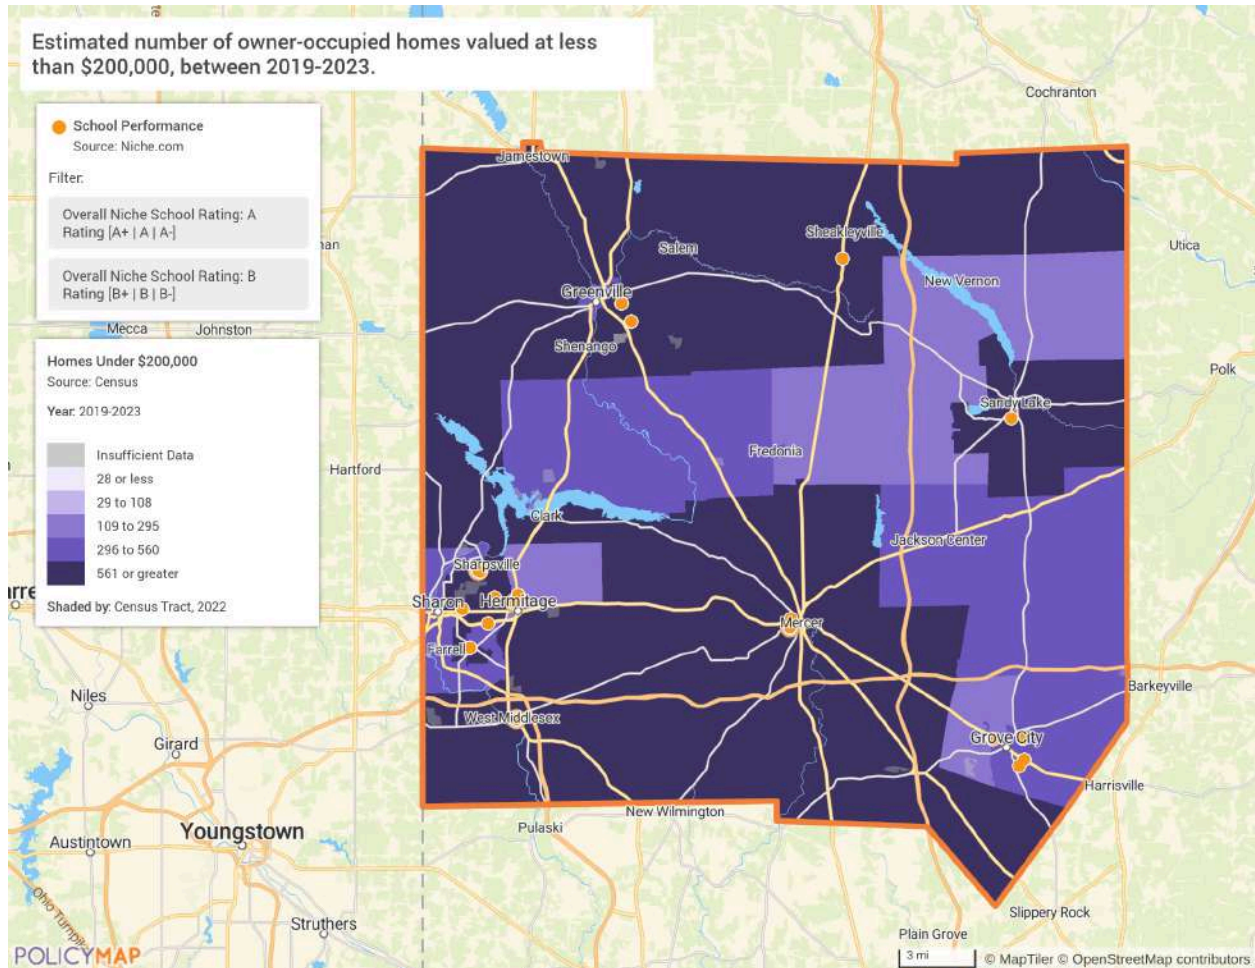 Estimated number of owner-occupied homes valued at less
than $200,000, between 2019-2023.
School Performance
Source: Niche.com
Filter:
Overall Niche School Rating: A
Rating [A+ | A | A-]
Overall Niche School Rating: B
Rating [B+ | B | B-]
Homes Under $200,000
Source: Census
Year: 2019-2023
Insufficient Data
28 or less
29 to 108
109 to 295
296 to 560
561 or greater
Shaded by: Census Tract, 2022
Cochranton
Jamestown
Sheakleyville
Salem
Utica
New Vernon
Greenville
Mecca
Johnston
Shenango
Polk
Sandy Lake
Fredonia
Hartford
Clark
Jackson Center
Sharpsville
Sharon
Hermitage
Mercer
Farrell
Barkeyville
Niles
West Middlesex
Girard
Grove City
Harrisville
New Wilmington
Pulaski
Youngstown
Austintown
Slippery Rock
Struthers
Plain Grove
POLICYMAP
3 mi
© MapTiler © OpenStreetMap contributors